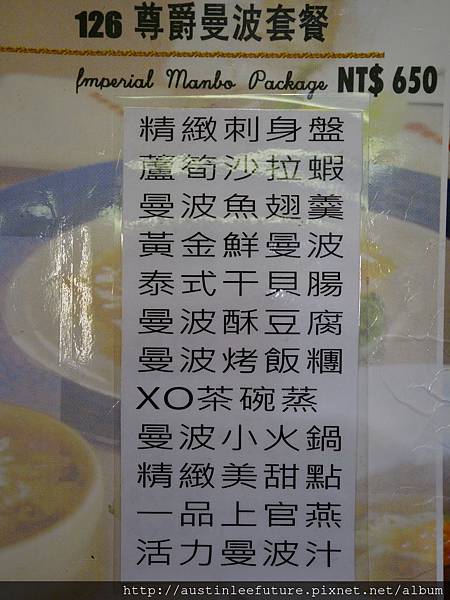 126 尊爵曼波套餐
Imperial Manbo Package NT$ 650
精緻刺身盤
蘆筍沙拉蝦
曼波魚翅羹
黃金鮮曼波
泰式干貝腸
曼波酥豆腐
曼波烤飯糰
XO茶碗蒸
曼波小火鍋
精緻美甜點
一品上官燕
活力曼波汁
http://austinleefuture.pixnet.net/album